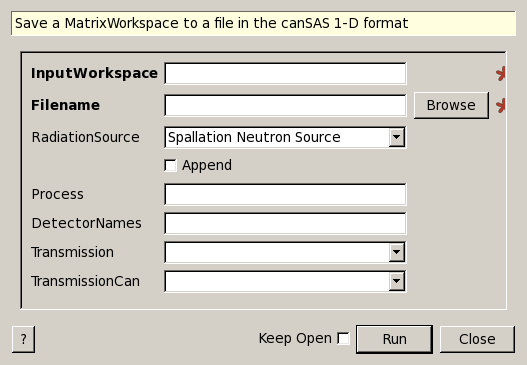 Save a MatrixWorkspace to a file in the canSAS 1-D format
InputWorkspace
Filename Browse
RadiationSource Spallation Neutron Source
Append
Process
DetectorNames
Transmission
TransmissionCan
? Keep Open Run Close